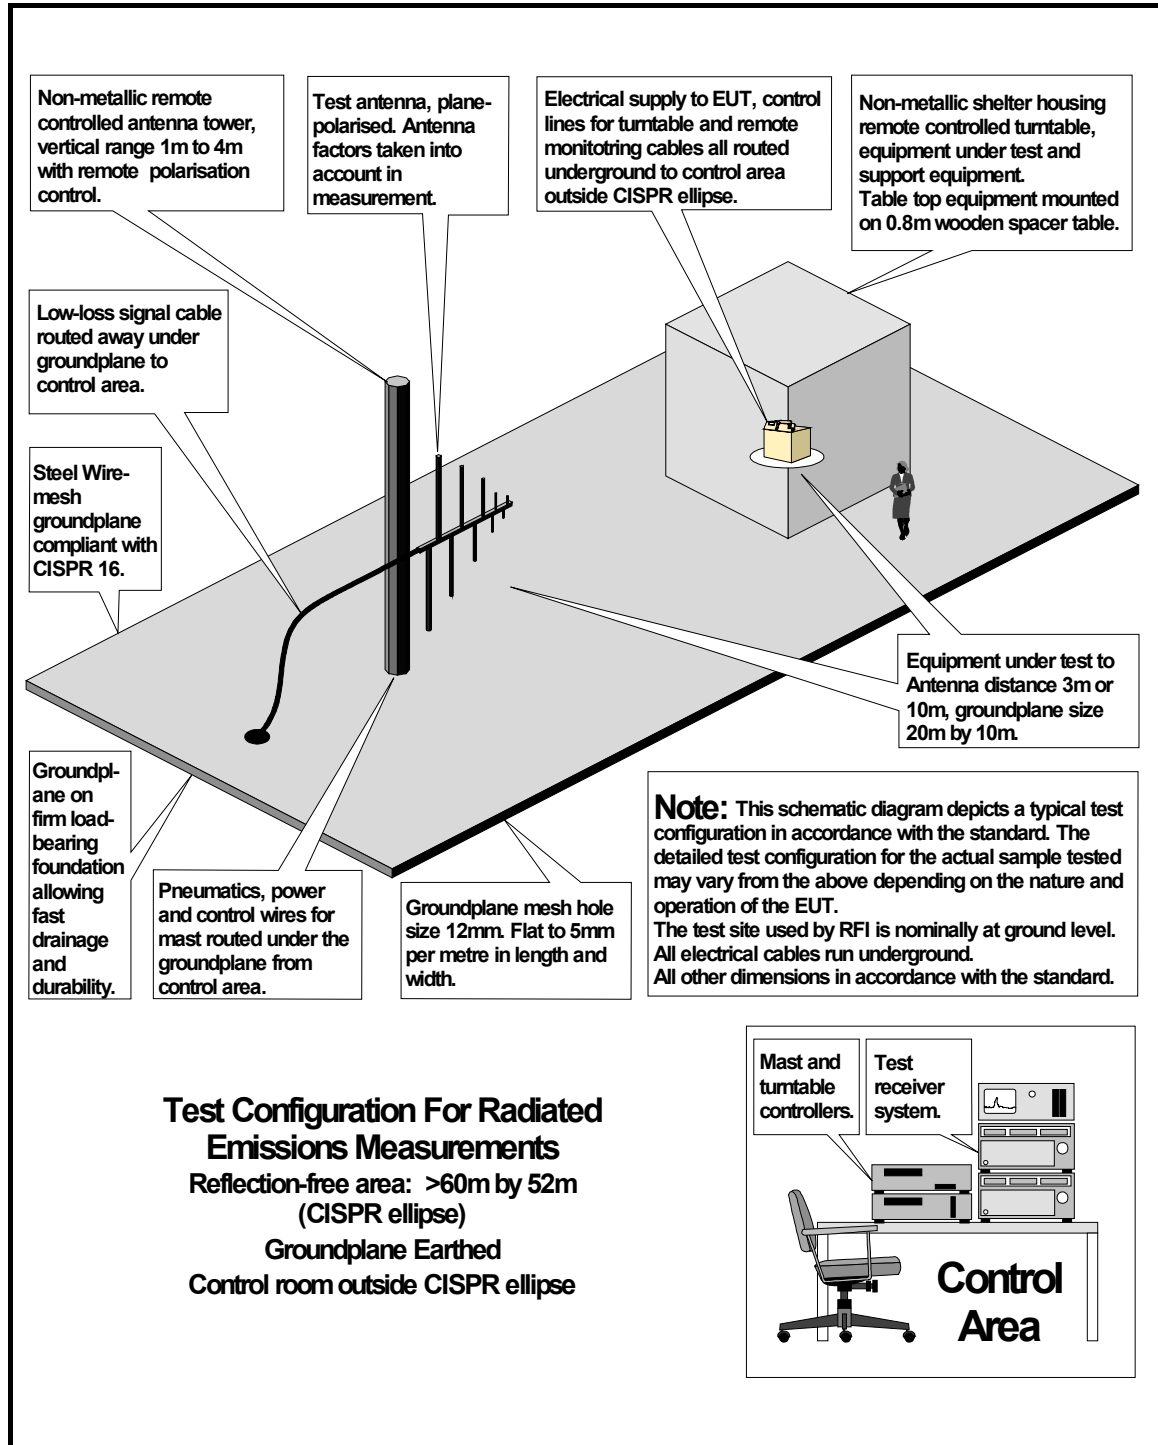 Non-metallic remote
controlled antenna tower,
vertical range 1m to 4m
with remote polarisation
control.
Test antenna, plane-
polarised. Antenna
factors taken into
account in
measurement.
Electrical supply to EUT, control
lines for turntable and remote
monitotring cables all routed
underground to control area
outside CISPR ellipse.
Non-metallic shelter housing
remote controlled turntable,
equipment under test and
support equipment.
Table top equipment mounted
on 0.8m wooden spacer table.
Low-loss signal cable
routed away under
groundplane to
control area.
Steel Wire-
mesh
groundplane
compliant with
CISPR 16.
Equipment under test to
Antenna distance 3m or
10m, groundplane size
20m by 10m.
Groundpl-
ane on
firm load-
bearing
foundation
allowing
fast
drainage
and
durability.
Pneumatics, power
and control wires for
mast routed under the
groundplane from
control area.
Groundplane mesh hole
size 12mm. Flat to 5mm
per metre in length and
width.
Note: This schematic diagram depicts a typical test
configuration in accordance with the standard. The
detailed test configuration for the actual sample tested
may vary from the above depending on the nature and
operation of the EUT.
The test site used by RFI is nominally at ground level.
All electrical cables run underground.
All other dimensions in accordance with the standard.
Test Configuration For Radiated
Emissions Measurements
Reflection-free area: >60m by 52m
(CISPR ellipse)
Groundplane Earthed
Control room outside CISPR ellipse
Mast and
turntable
controllers.
Test
receiver
system.
Control
Area